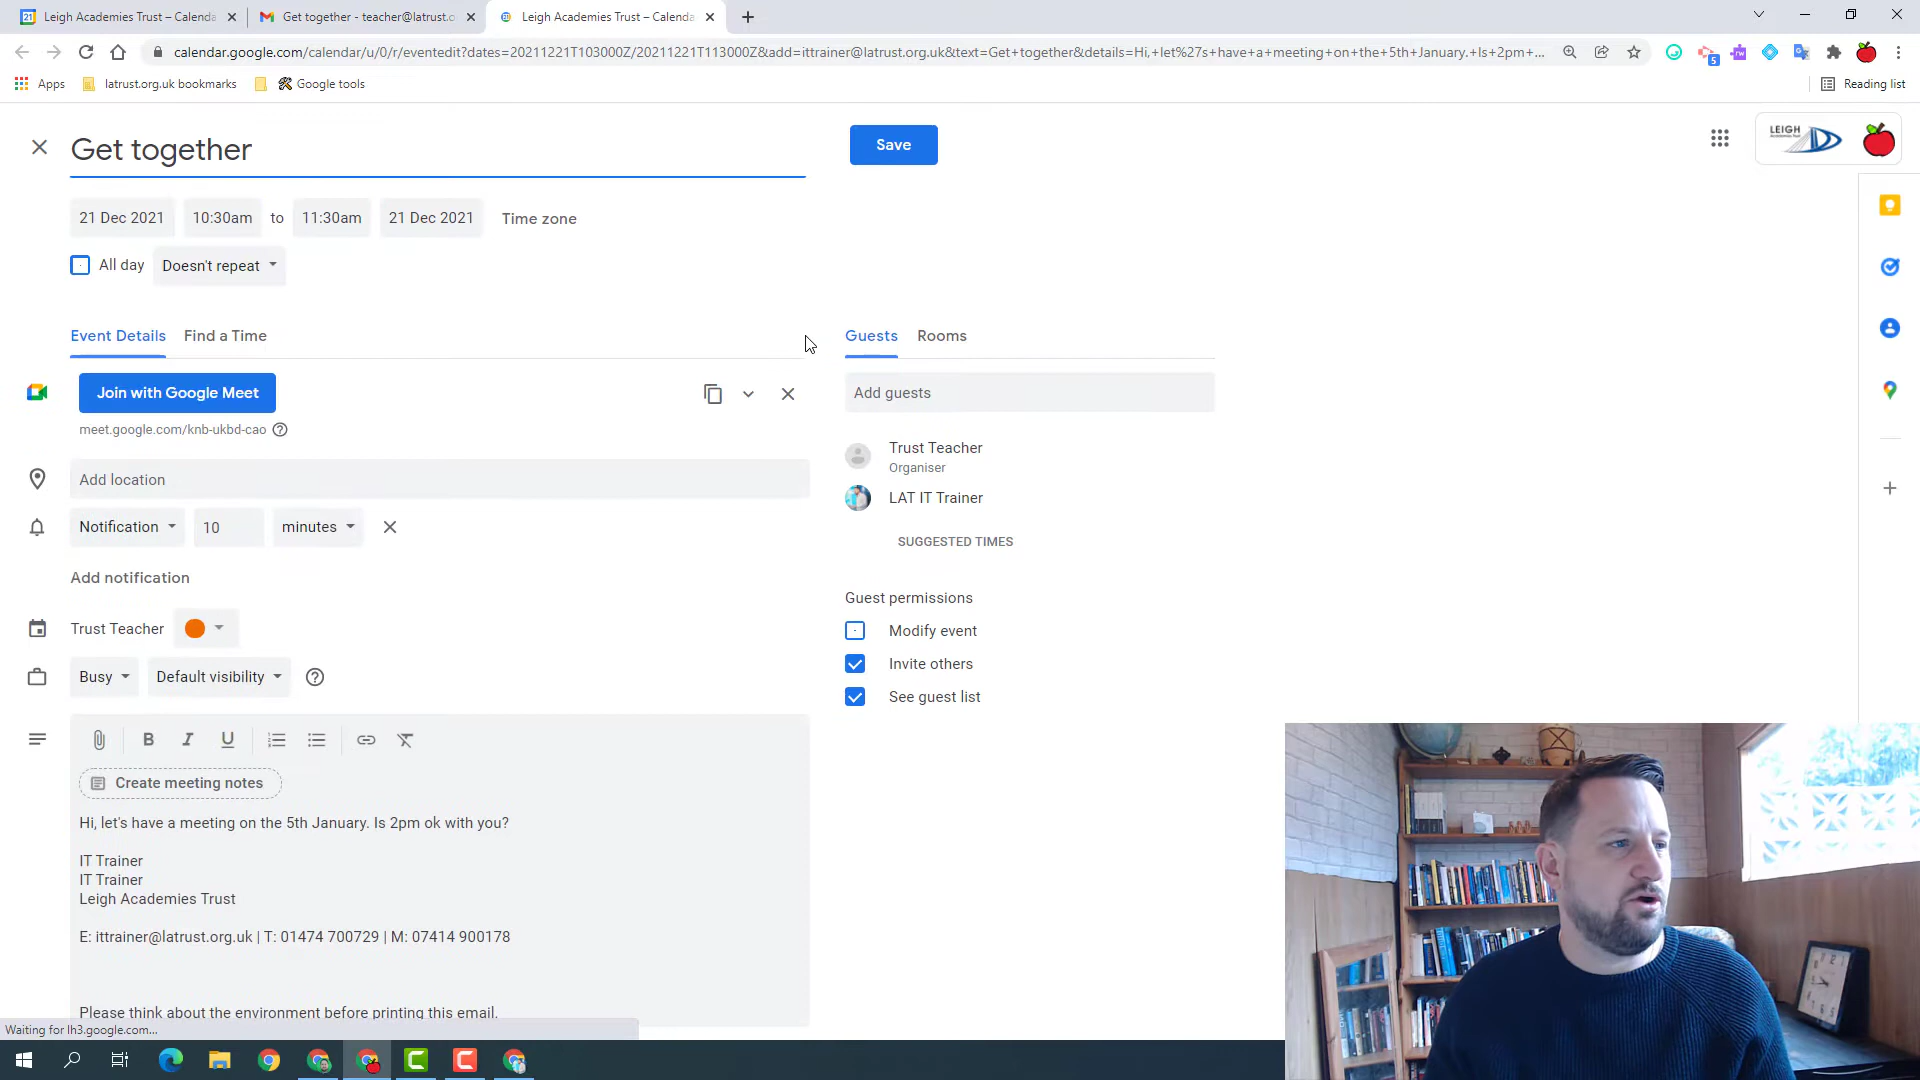 Leigh Academies Trust – Calenda
Get together - teacher@latrust.o
Leigh Academies Trust – Calenda
calendar.google.com/calendar/u/0/r/eventedit?dates=20211221T103000Z/20211221T113000Z&add=ittrainer@latrust.org.uk&text=Get+together&details=Hi,+let%27s+have+a+meeting+on+the+5th+January.+Is+2pm+...
5
Apps
latrust.org.uk bookmarks
Google tools
Reading list
Get together
Save
LEIGH
21 Dec 2021
10:30am
to
11:30am
21 Dec 2021
Time zone
All day
Doesn't repeat
Event Details
Find a Time
Guests
Rooms
Join with Google Meet
meet.google.com/knb-ukbd-cao
Add guests
Trust Teacher
Organiser
LAT IT Trainer
SUGGESTED TIMES
Add location
Notification
10
minutes
Add notification
Guest permissions
Modify event
Invite others
See guest list
Trust Teacher
Busy
Default visibility
B I U
Create meeting notes
Hi, let's have a meeting on the 5th January. Is 2pm ok with you?
IT Trainer
IT Trainer
Leigh Academies Trust
E: ittrainer@latrust.org.uk | T: 01474 700729 | M: 07414 900178
Please think about the environment before printing this email.
Waiting for lh3.google.com...